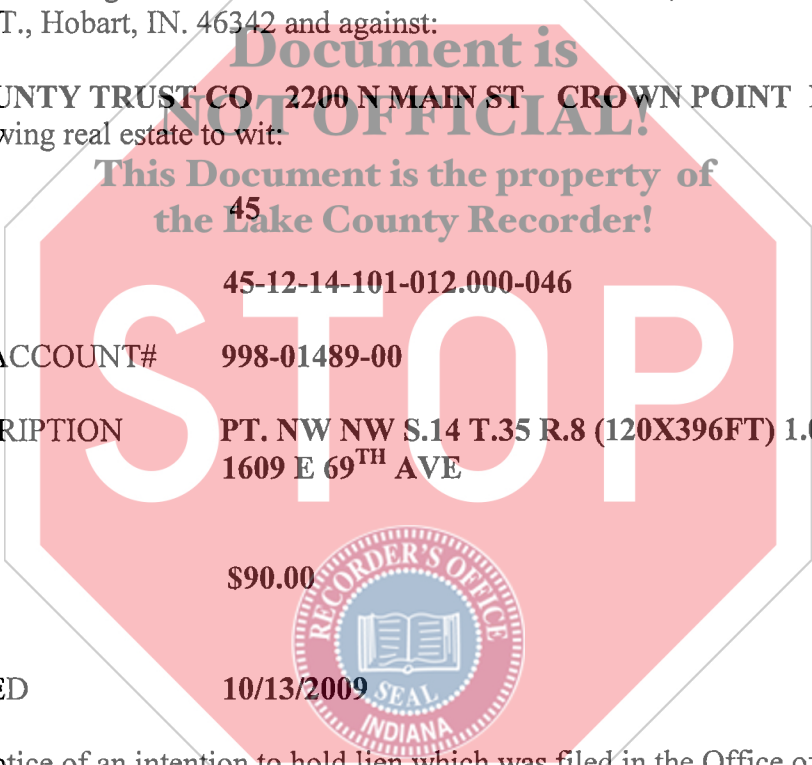 T., Hobart, IN. 46342 and against:
Document is
UNTY TRUST CO 2200 N MAIN ST CROWN POINT
NOT OFFICIAL!
wing real estate to wit:
This Document is the property of
45
the Lake County Recorder!
45-12-14-101-012.000-046
STOP
ACCOUNT# 998-01489-00
RIPTION PT. NW NW S.14 T.35 R.8 (120X396FT) 1.0
1609 E 69TH AVE
$90.00
RECORDER'S OFFICE
ED 10/13/2009
SEAL
INDIANA
otice of an intention to hold lien which was filed in the Office o